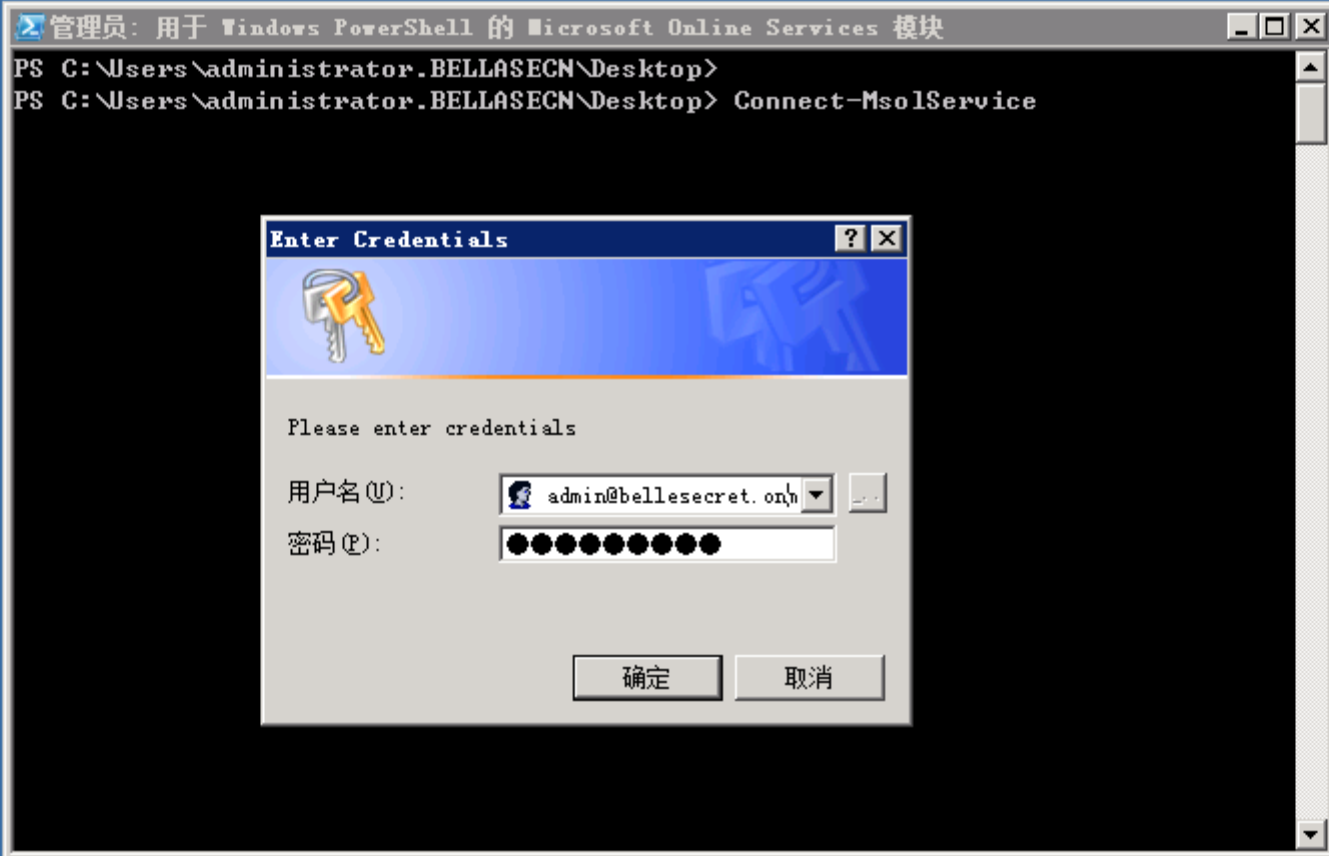 管理员: 用于 Windows PowerShell 的 Microsoft Online Services 模块
PS C:\Users\administrator.BELLASECN\Desktop>
PS C:\Users\administrator.BELLASECN\Desktop> Connect-MsolService
Enter Credentials
Please enter credentials
用户名(U):
admin@bellesecret.on
密码(P):
确定
取消